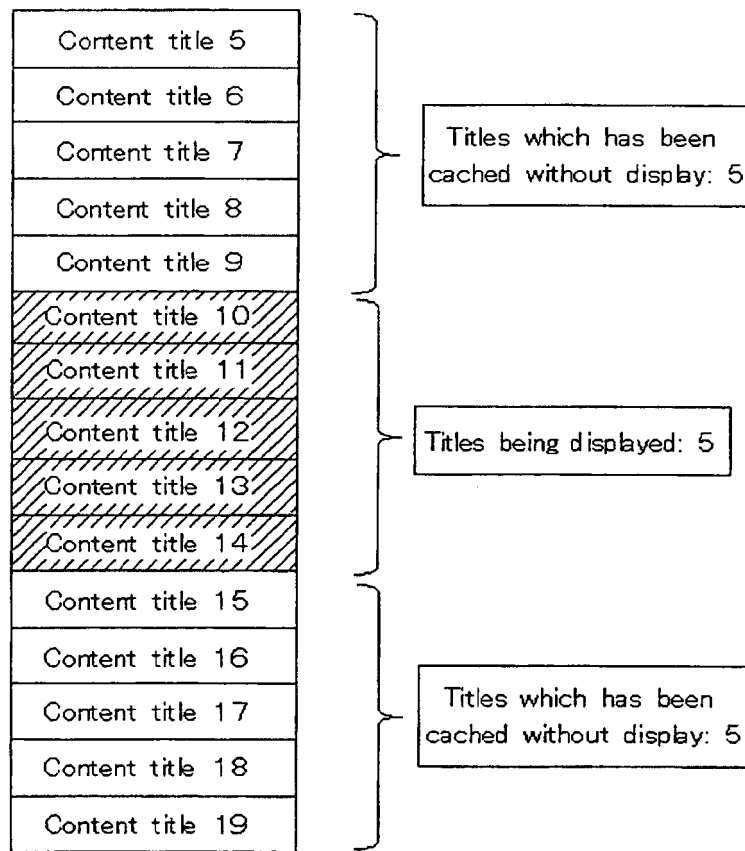 Content title 5
Content title 6
Content title 7
Content title 8
Content title 9
Content title 10
Content title 11
Content title 12
Content title 13
Content title 14
Content title 15
Content title 16
Content title 17
Content title 18
Content title 19
Titles which has been
cached without display: 5
Titles being displayed: 5
Titles which has been
cached without display: 5